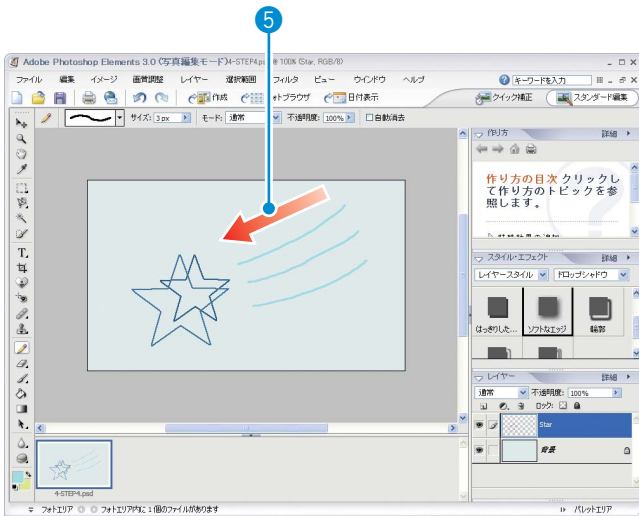 5
Adobe Photoshop Elements 3.0 (写真編集モード)4-STEP4.ps @ 100% (Star, RGB/8)
ファイル 編集 イメージ 画質調整 レイヤー 選択範囲 フィルタ ビュー ウインドウ ヘルプ
キーワードを入力
作成 ォトブラウザ 日付表示 クイック補正 スタンダード編集
サイズ: 3 px モード: 通常 不透明度: 100% 自動消去
作り方 詳細
作り方の目次 クリックし
て作り方のトピックを参
照します。
スタイル・エフェクト 詳細
レイヤースタイル ドロップシャドウ
はっきりした... ソフトなエッジ 輪郭
レイヤー 詳細
通常 不透明度: 100%
ロック:
Star
背景
4-STEP4.psd
フォトエリア フォトエリア内に 1 個のファイルがあります パレットエリア